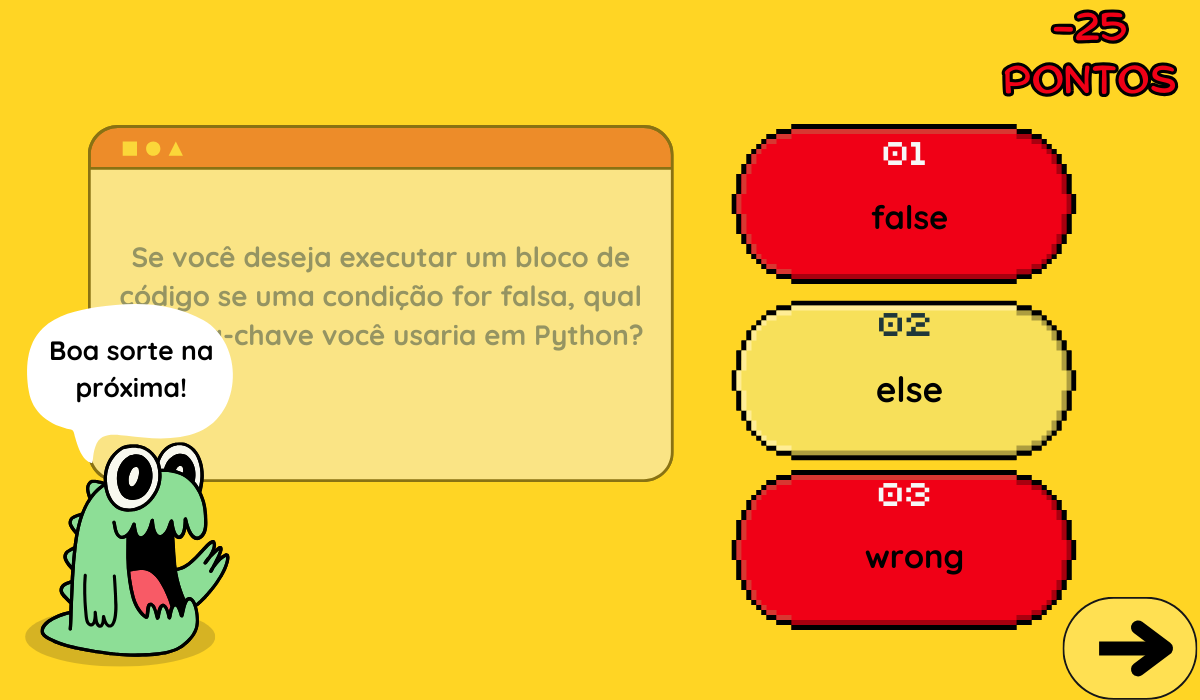 -25
PONTOS
Se você deseja executar um bloco de
código se uma condição for falsa, qual
-chave você usaria em Python?
Boa sorte na
próxima!
01
false
02
else
03
wrong